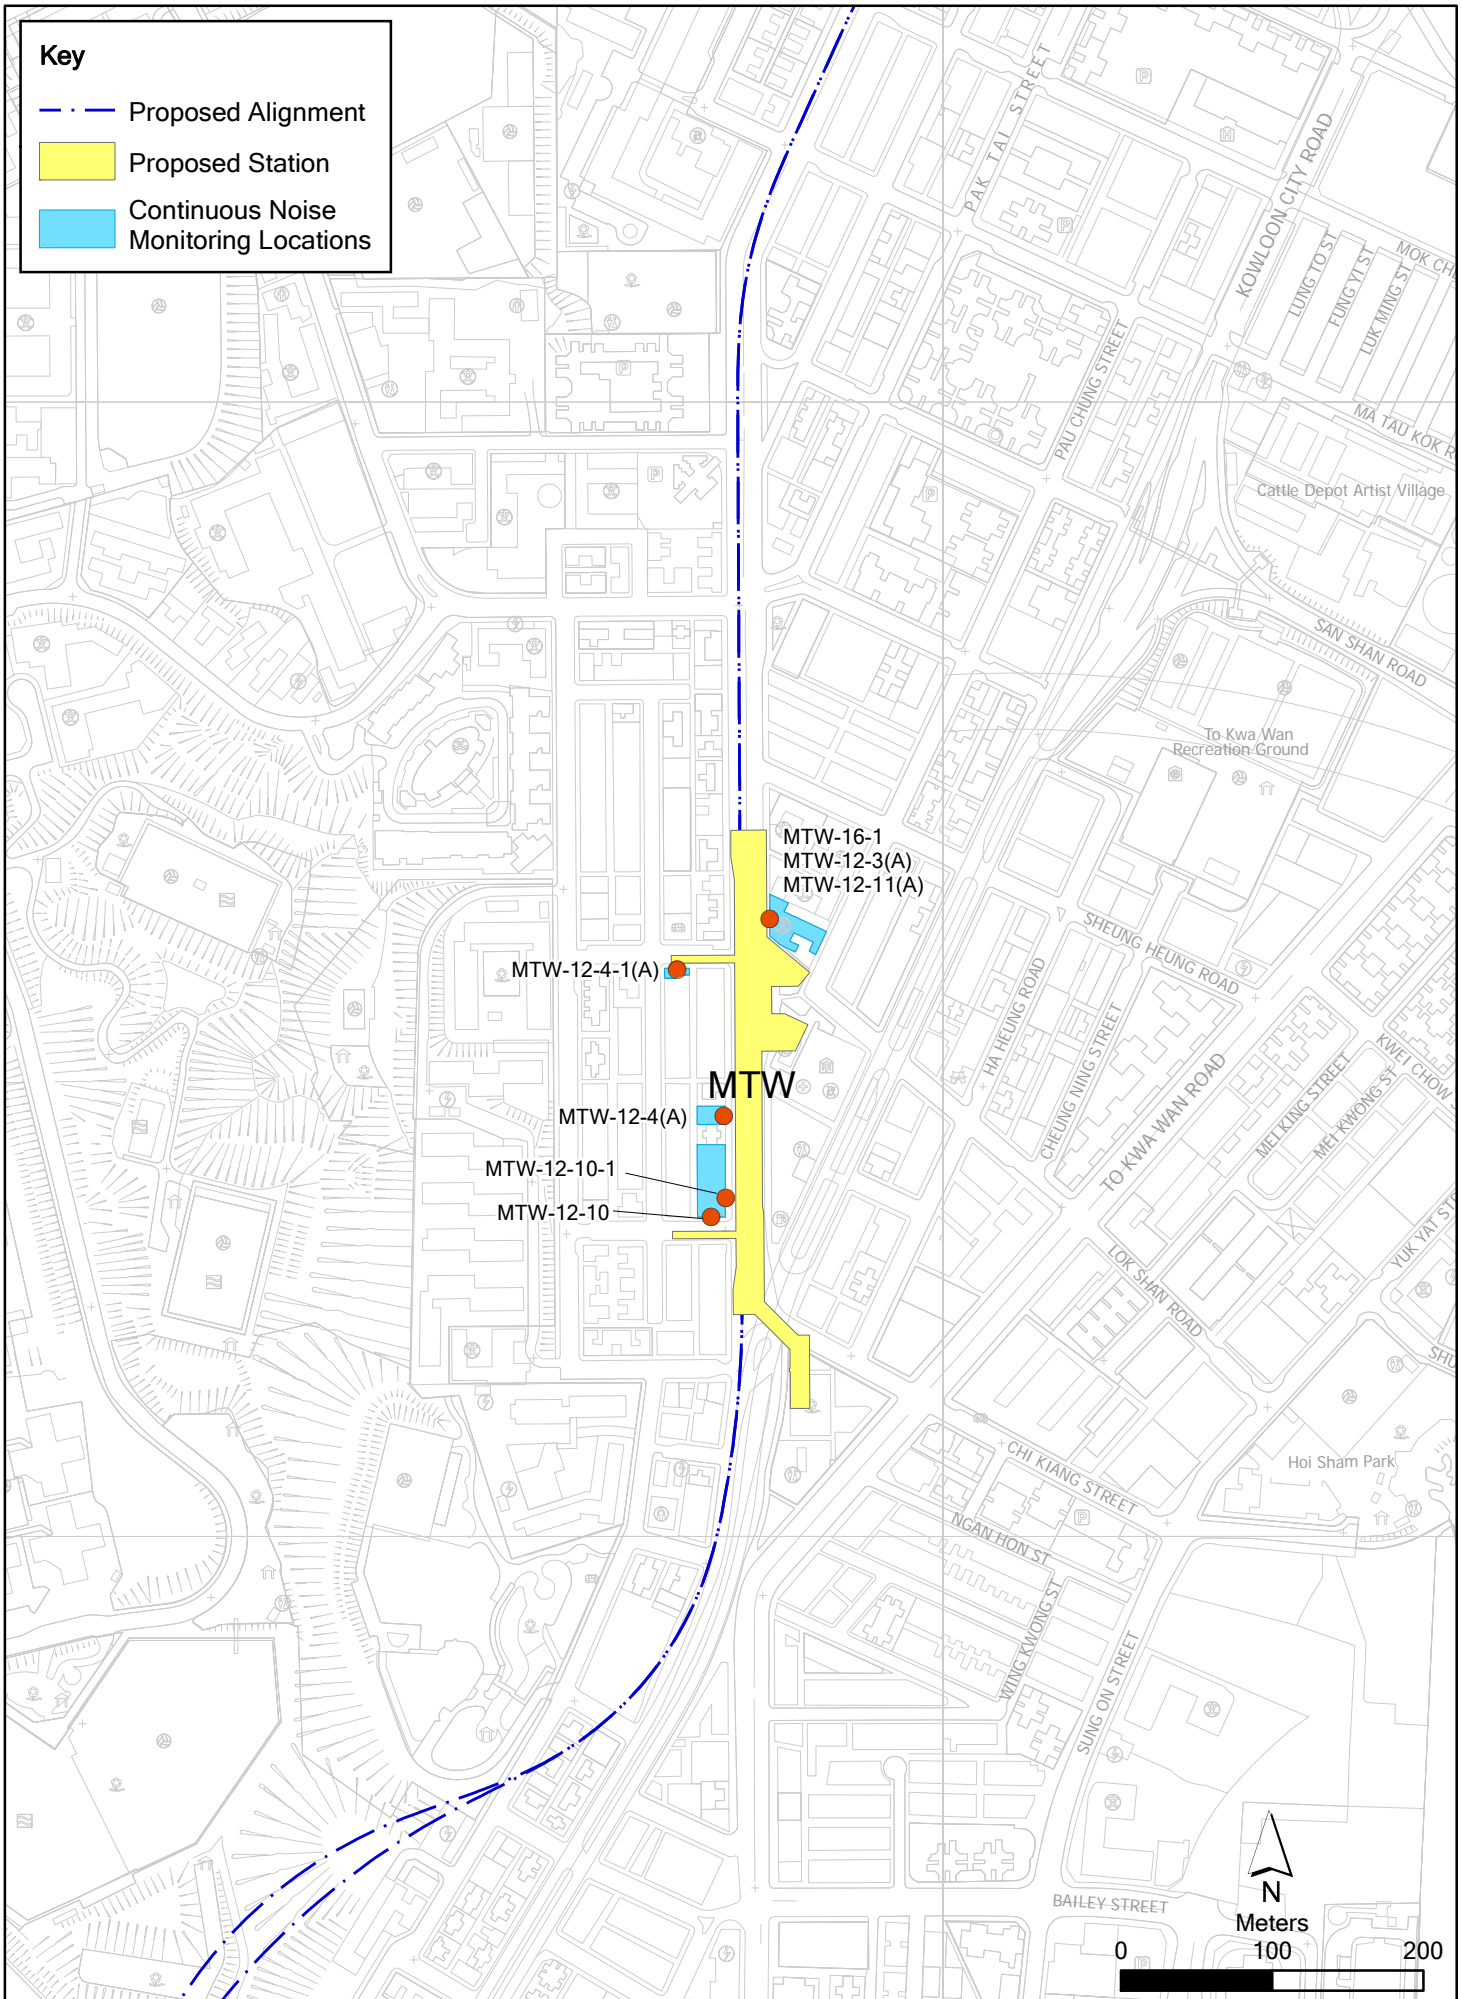 Key
Proposed Alignment
Proposed Station
Continuous Noise
Monitoring Locations
PAK TAI STREET
KOWLOON CITY ROAD
LUNG TO ST
FUNG YI ST
LUK MING ST
MOK CH
PAU CHUNG STREET
MA TAU KOK R
Cattle Depot Artist Village
SAN SHAN ROAD
To Kwa Wan
Recreation Ground
MTW-16-1
MTW-12-3(A)
MTW-12-11(A)
MTW-12-4-1(A)
SHEUNG HEUNG ROAD
HA HEUNG ROAD
CHEUNG NING STREET
TO KWA WAN ROAD
MEI KING STREET
MEI KWONG ST
KWEI CHOW S
MTW
MTW-12-4(A)
MTW-12-10-1
MTW-12-10
LOK SHAN ROAD
YUK YAT ST
SHU
CHI KIANG STREET
Hoi Sham Park
NGAN HON ST
WING KWONG ST
SUNG ON STREET
BAILEY STREET
N
Meters
0 100 200